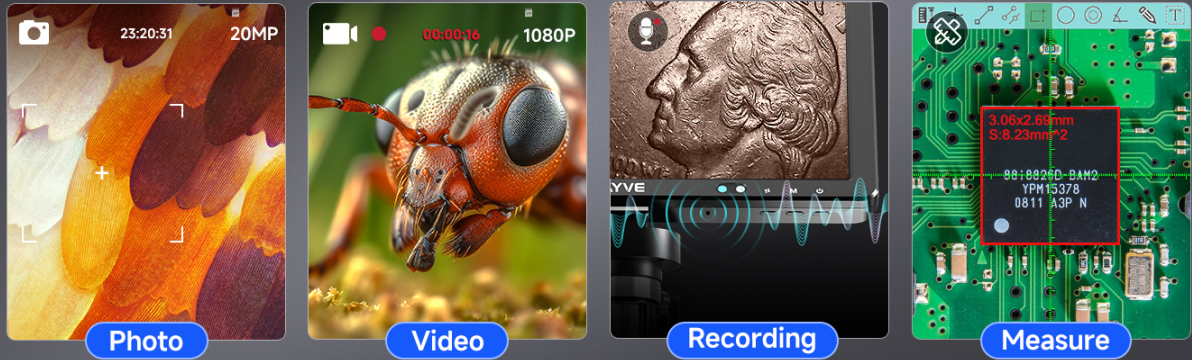 23:20:31
20MP
Photo
00:00:16
1080P
Video
AYVE
M
Recording
T
3.06x2.69mm
S:8.23mm^2
YPM15378
0811 A3P N
Measure